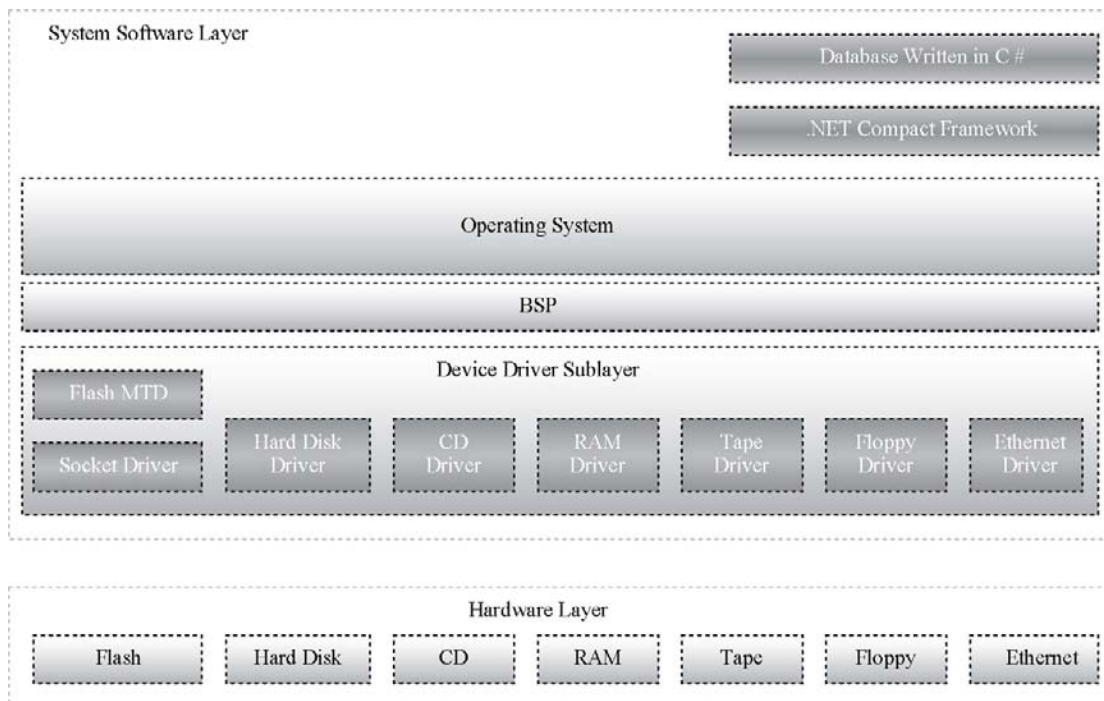 System Software Layer
Database Written in C #
.NET Compact Framework
Operating System
BSP
Device Driver Sublayer
Flash MTD
Socket Driver
Hard Disk
Driver
CD
Driver
RAM
Driver
Tape
Driver
Floppy
Driver
Ethernet
Driver
Hardware Layer
Flash
Hard Disk
CD
RAM
Tape
Floppy
Ethernet